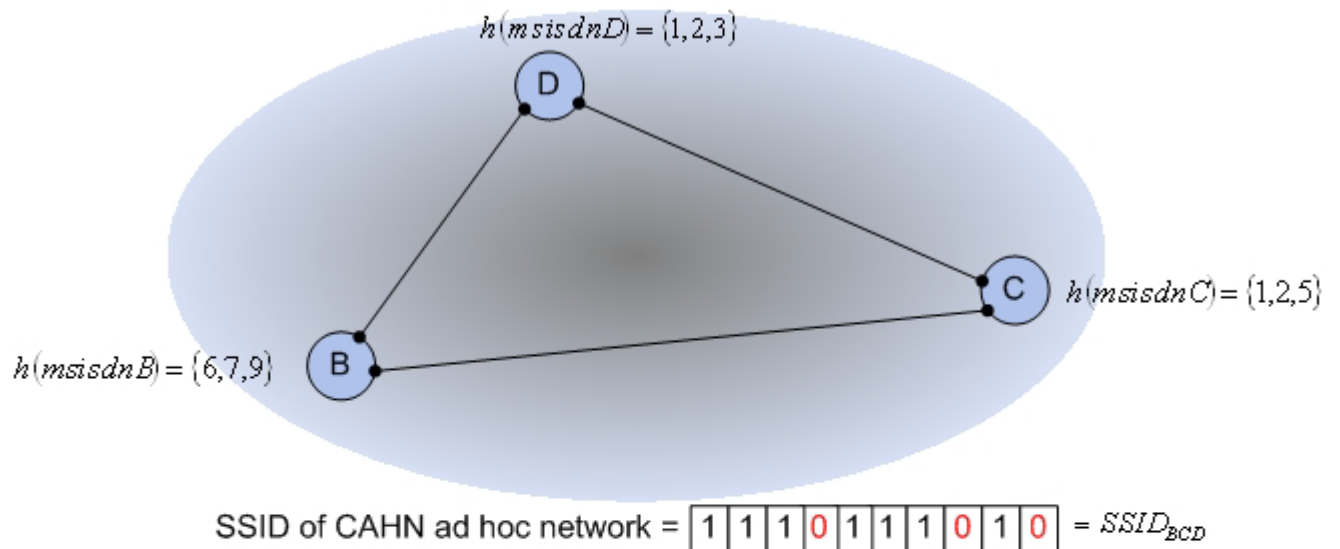 h(msisdnD) = {1,2,3}
D
C
h(msisdnC) = {1,2,5}
h(msisdnB) = {6,7,9}
B
SSID of CAHN ad hoc network = 1 1 1 0 1 1 1 0 1 0 = SSID_BCD